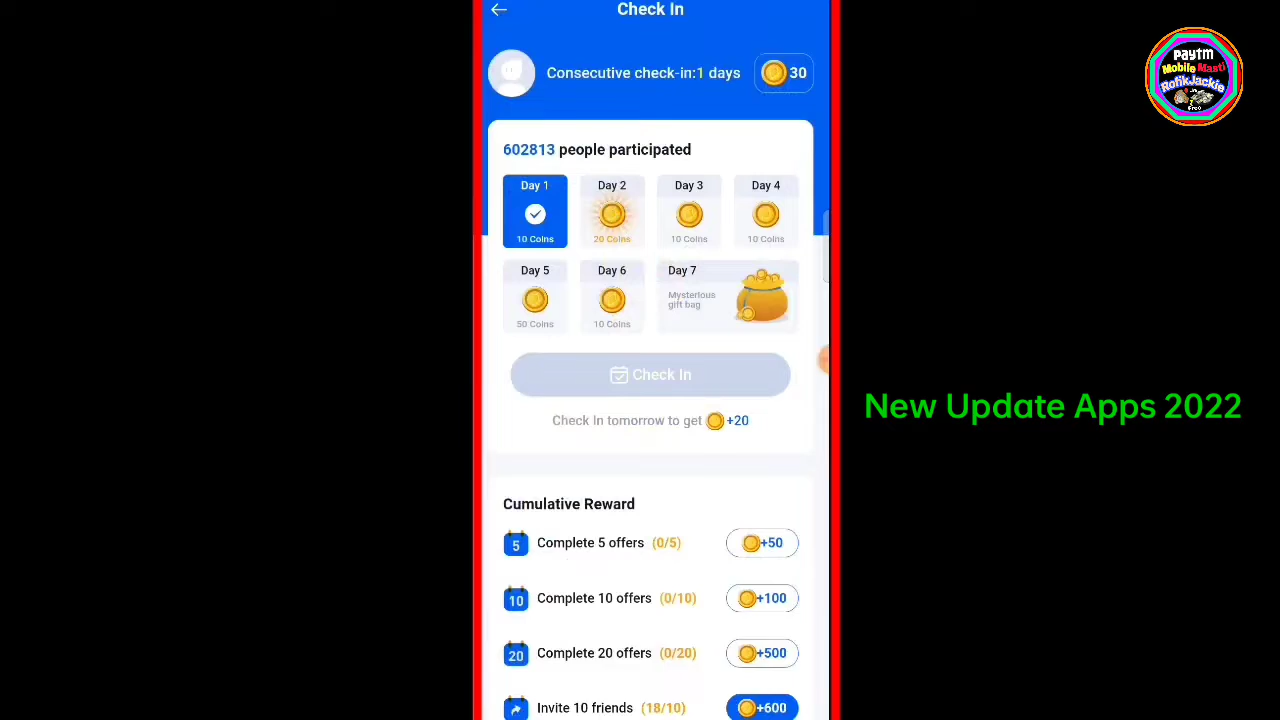 Check In
Consecutive check-in:1 days
30
602813 people participated
Day 1
Day 2
Day 3
Day 4
10 Coins
20 Coins
10 Coins
10 Coins
Day 5
Day 6
Day 7
Mysterious
gift bag
50 Coins
10 Coins
Check In
Check In tomorrow to get +20
Cumulative Reward
5
Complete 5 offers (0/5)
+50
10
Complete 10 offers (0/10)
+100
20
Complete 20 offers (0/20)
+500
Invite 10 friends (18/10)
+600
Paytm
Mobile Masti
RofikJackie
Free
New Update Apps 2022